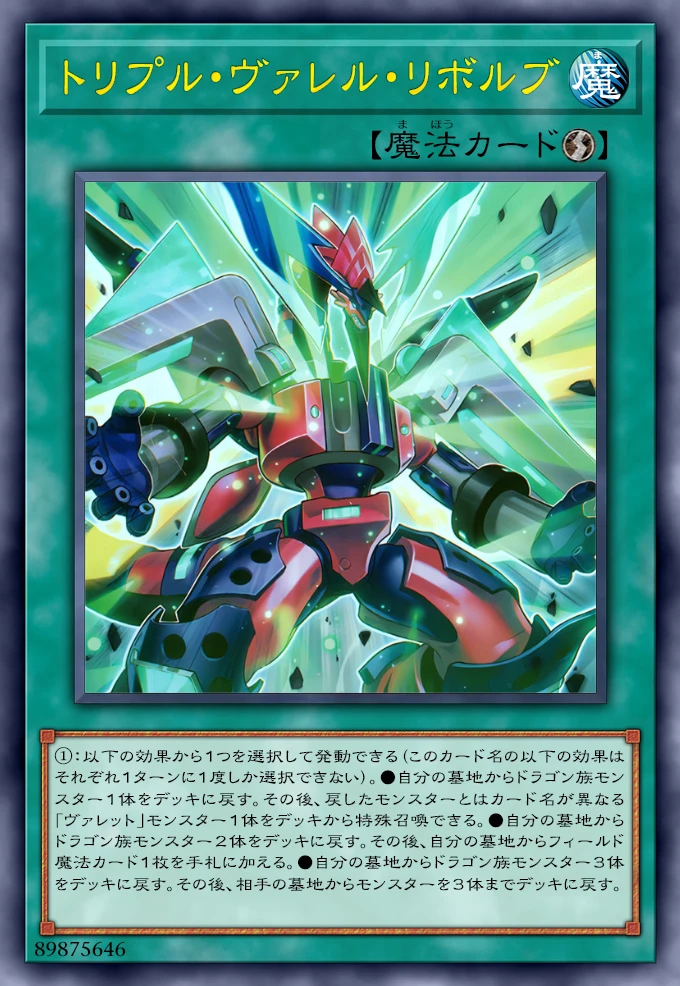 トリプル・ヴァレル・リボルブ
魔
【魔法カード】
①：以下の効果から1つを選択して発動できる（このカード名の以下の効果は
それぞれ1ターンに1度しか選択できない）。●自分の墓地からドラゴン族モン
スター1体をデッキに戻す。その後、戻したモンスターとはカード名が異なる
「ヴァレット」モンスター1体をデッキから特殊召喚できる。●自分の墓地から
ドラゴン族モンスター2体をデッキに戻す。その後、自分の墓地からフィールド
魔法カード1枚を手札に加える。●自分の墓地からドラゴン族モンスター3体
をデッキに戻す。その後、相手の墓地からモンスターを3体までデッキに戻す。
89875646